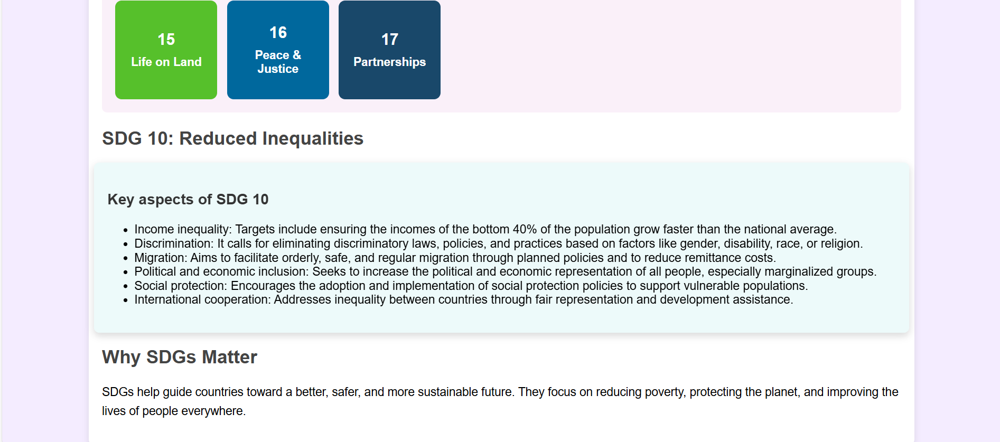 15
Life on Land
16
Peace &
Justice
17
Partnerships
SDG 10: Reduced Inequalities
Key aspects of SDG 10
• Income inequality: Targets include ensuring the incomes of the bottom 40% of the population grow faster than the national average.
• Discrimination: It calls for eliminating discriminatory laws, policies, and practices based on factors like gender, disability, race, or religion.
• Migration: Aims to facilitate orderly, safe, and regular migration through planned policies and to reduce remittance costs.
• Political and economic inclusion: Seeks to increase the political and economic representation of all people, especially marginalized groups.
• Social protection: Encourages the adoption and implementation of social protection policies to support vulnerable populations.
• International cooperation: Addresses inequality between countries through fair representation and development assistance.
Why SDGs Matter
SDGs help guide countries toward a better, safer, and more sustainable future. They focus on reducing poverty, protecting the planet, and improving the
lives of people everywhere.